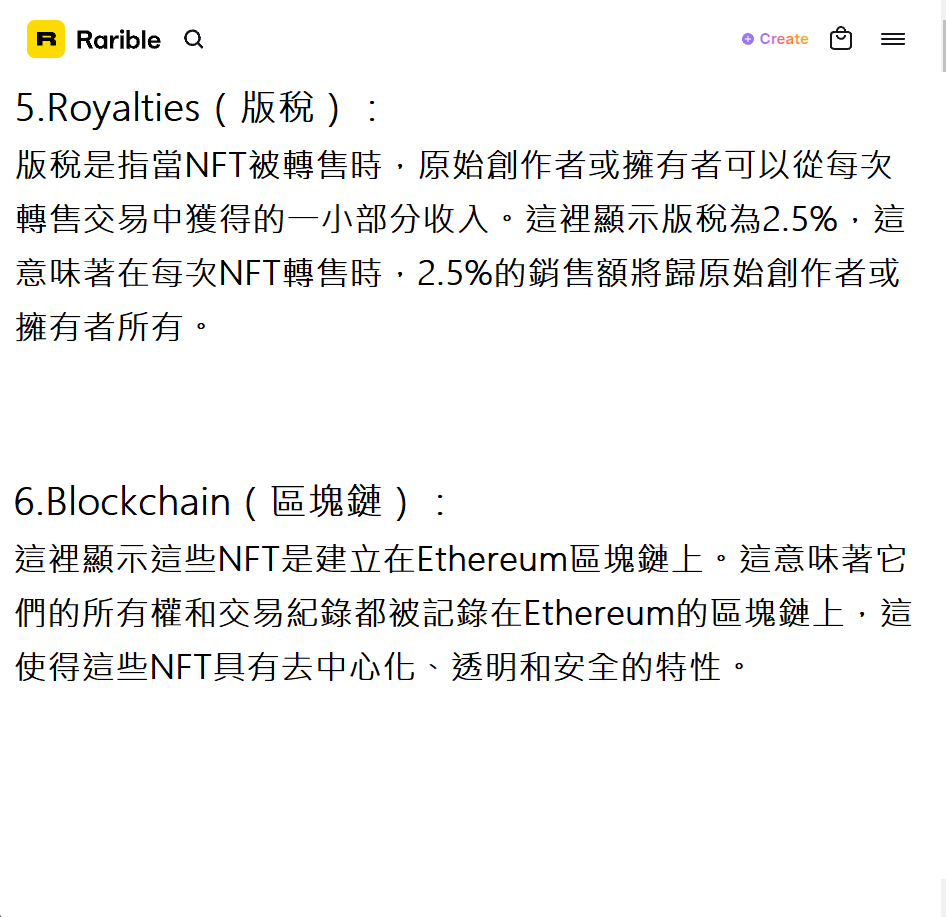 Rarible
Create
5.Royalties（版稅）：
版稅是指當NFT被轉售時，原始創作者或擁有者可以從每次
轉售交易中獲得的一小部分收入。這裡顯示版稅為2.5%，這
意味著在每次NFT轉售時，2.5%的銷售額將歸原始創作者或
擁有者所有。
6.Blockchain（區塊鏈）：
這裡顯示這些NFT是建立在Ethereum區塊鏈上。這意味著它
們的所有權和交易紀錄都被記錄在Ethereum的區塊鏈上，這
使得這些NFT具有去中心化、透明和安全的特性。